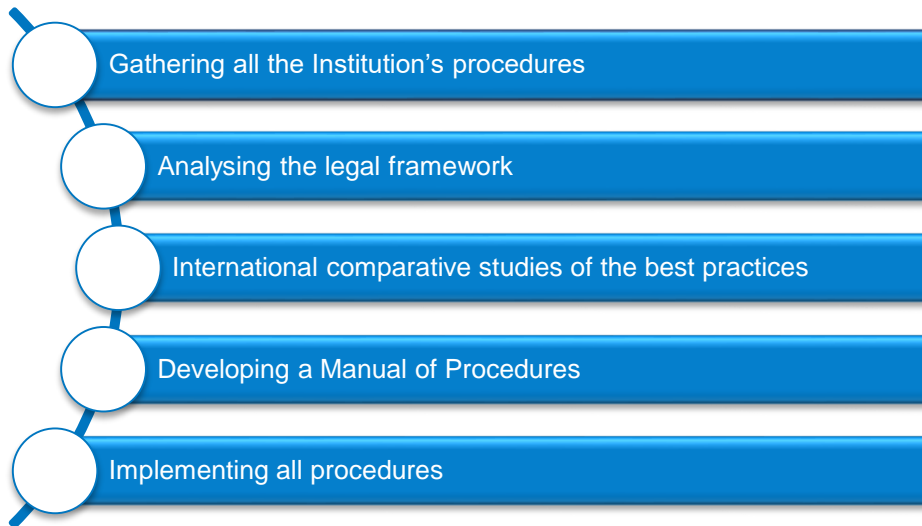 Gathering all the Institution’s procedures
Analysing the legal framework
International comparative studies of the best practices
Developing a Manual of Procedures
Implementing all procedures